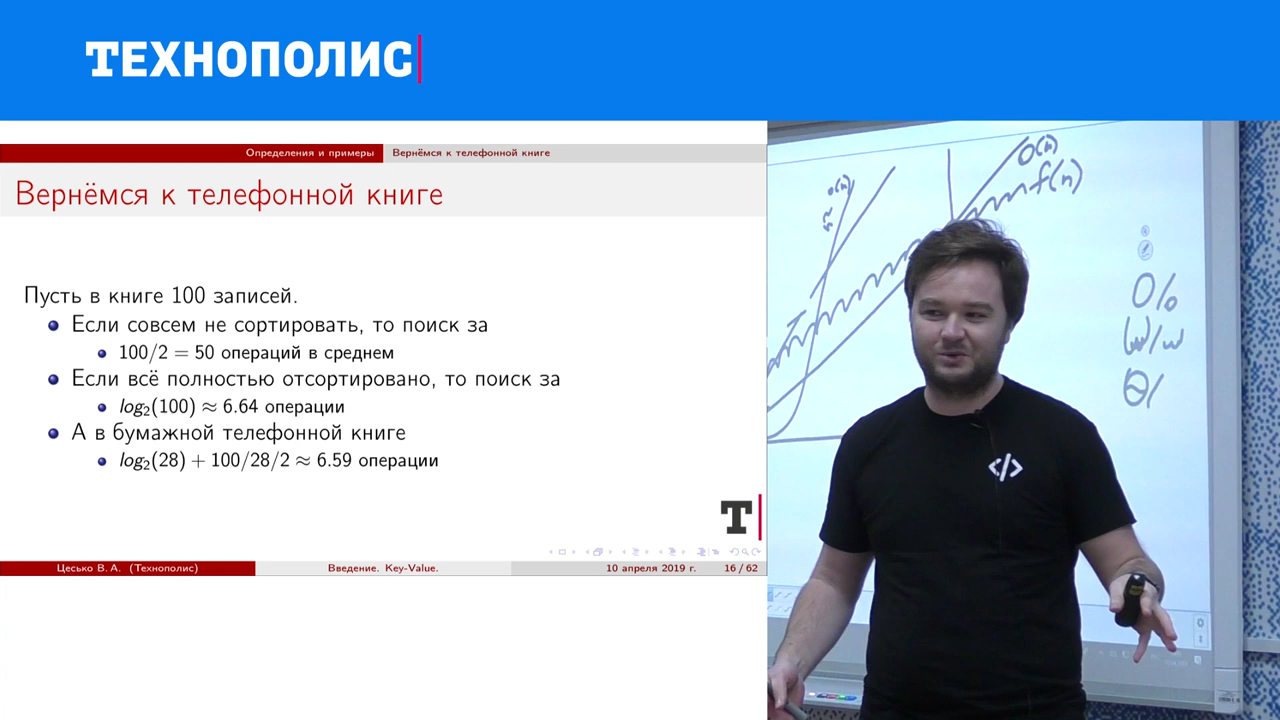 ТЕХНОПОЛИС
Определения и примеры Вернёмся к телефонной книге
Вернёмся к телефонной книге
Пусть в книге 100 записей.
Если совсем не сортировать, то поиск за
100/2 = 50 операций в среднем
Если всё полностью отсортировано, то поиск за
log₂(100) ≈ 6.64 операции
А в бумажной телефонной книге
log₂(28) + 100/28/2 ≈ 6.59 операции
T
Цесько В. А. (Технополис) Введение. Key-Value. 10 апреля 2019 г. 16 / 62
o(n)
O(n)
f(n)
O/o
W/w
Θ/
</>